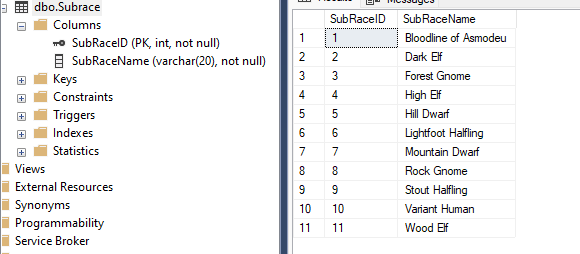 dbo.Subrace
Columns
SubRaceID (PK, int, not null)
SubRaceName (varchar(20), not null)
Keys
Constraints
Triggers
Indexes
Statistics
Views
External Resources
Synonyms
Programmability
Service Broker
Results Messages
SubRaceID SubRaceName
1 1 Bloodline of Asmodeu
2 2 Dark Elf
3 3 Forest Gnome
4 4 High Elf
5 5 Hill Dwarf
6 6 Lightfoot Halfling
7 7 Mountain Dwarf
8 8 Rock Gnome
9 9 Stout Halfling
10 10 Variant Human
11 11 Wood Elf